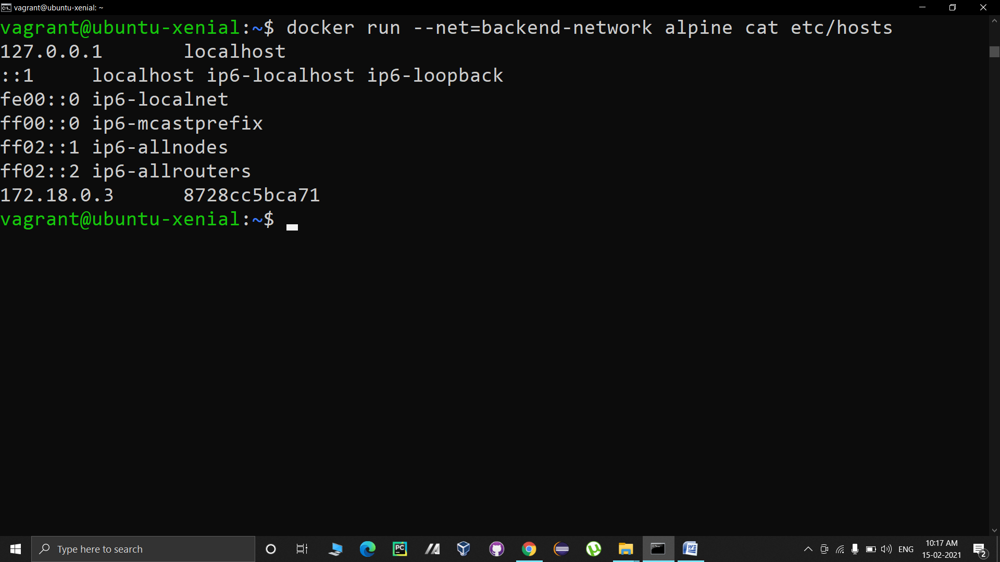 vagrant@ubuntu-xenial: ~
vagrant@ubuntu-xenial:~$ docker run --net=backend-network alpine cat etc/hosts
127.0.0.1       localhost
::1     localhost ip6-localhost ip6-loopback
fe00::0 ip6-localnet
ff00::0 ip6-mcastprefix
ff02::1 ip6-allnodes
ff02::2 ip6-allrouters
172.18.0.3      8728cc5bca71
vagrant@ubuntu-xenial:~$
Type here to search
PC
ENG
10:17 AM
15-02-2021
2